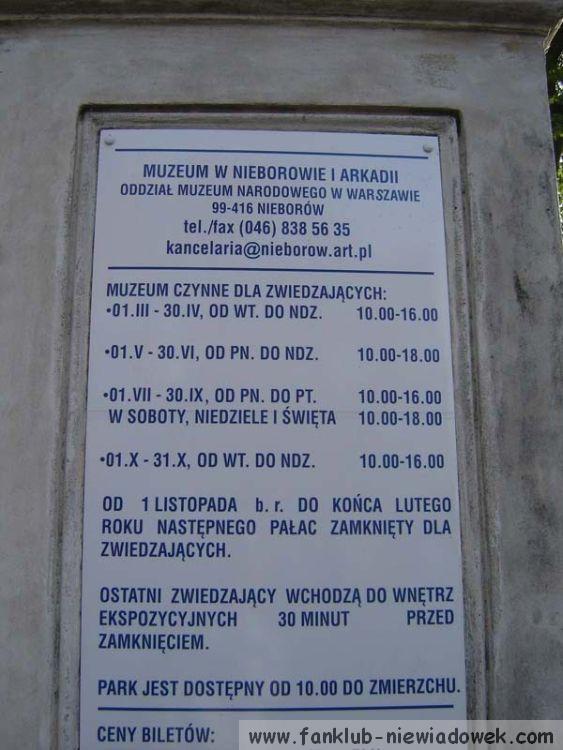 MUZEUM W NIEBOROWIE I ARKADII
ODDZIAŁ MUZEUM NARODOWEGO W WARSZAWIE
99-416 NIEBORÓW
tel./fax (046) 838 56 35
kancelaria@nieborow.art.pl
MUZEUM CZYNNE DLA ZWIEDZAJĄCYCH:
•01.III - 30.IV, OD WT. DO NDZ. 10.00-16.00
•01.V - 30.VI, OD PN. DO NDZ. 10.00-18.00
•01.VII - 30.IX, OD PN. DO PT. 10.00-16.00
W SOBOTY, NIEDZIELE I ŚWIĘTA 10.00-18.00
•01.X - 31.X, OD WT. DO NDZ. 10.00-16.00
OD 1 LISTOPADA b. r. DO KOŃCA LUTEGO
ROKU NASTĘPNEGO PAŁAC ZAMKNIĘTY DLA
ZWIEDZAJĄCYCH.
OSTATNI ZWIEDZAJĄCY WCHODZĄ DO WNĘTRZ
EKSPOZYCYJNYCH 30 MINUT PRZED
ZAMKNIĘCIEM.
PARK JEST DOSTĘPNY OD 10.00 DO ZMIERZCHU.
CENY BILETÓW:
www.fanklub-niewiadowek.com